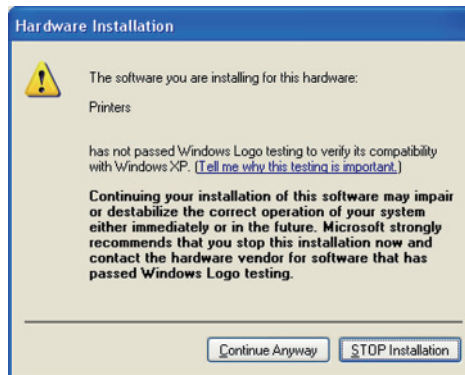 Hardware Installation
The software you are installing for this hardware:
Printers
has not passed Windows Logo testing to verify its compatibility
with Windows XP. (Tell me why this testing is important.)
Continuing your installation of this software may impair
or destabilize the correct operation of your system
either immediately or in the future. Microsoft strongly
recommends that you stop this installation now and
contact the hardware vendor for software that has
passed Windows Logo testing.
Continue Anyway
STOP Installation